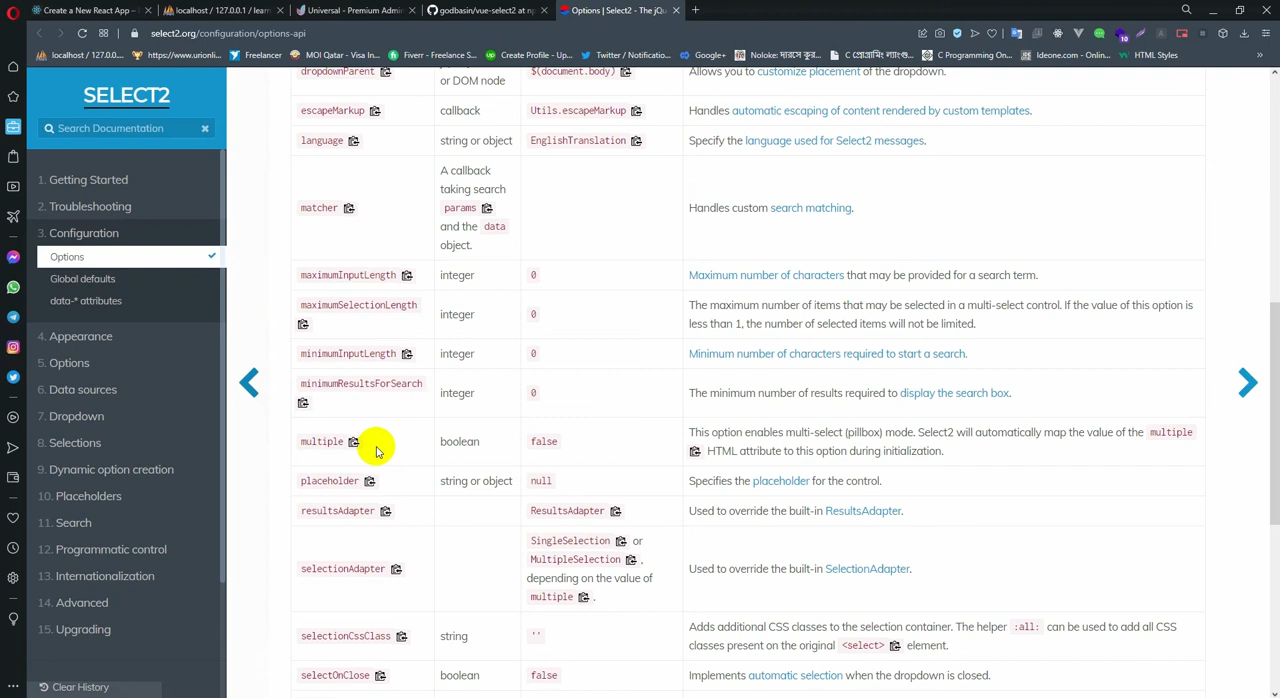 Create a New React App –
localhost / 127.0.0.1 / lear
Universal - Premium Admi
godbasin/vue-select2 at np
Options | Select2 - The jQu
select2.org/configuration/options-api
localhost / 127.0.0....
https://www.urionli...
Freelancer
MOI Qatar - Visa In...
Fiverr - Freelance S...
Create Profile - Up...
Twitter / Notificatio...
Google+
C Programming On...
Ideone.com - Onlin...
HTML Styles
SELECT2
Search Documentation
1. Getting Started
2. Troubleshooting
3. Configuration
Options
Global defaults
data-* attributes
4. Appearance
5. Options
6. Data sources
7. Dropdown
8. Selections
9. Dynamic option creation
10. Placeholders
11. Search
12. Programmatic control
13. Internationalization
14. Advanced
15. Upgrading
Clear History
dropdownParent or DOM node $(document.body) Allows you to customize placement of the dropdown.
escapeMarkup callback Utils.escapeMarkup Handles automatic escaping of content rendered by custom templates.
language string or object EnglishTranslation Specify the language used for Select2 messages.
matcher
A callback
taking search
params
and the data
object.
Handles custom search matching.
maximumInputLength integer 0 Maximum number of characters that may be provided for a search term.
maximumSelectionLength integer 0
The maximum number of items that may be selected in a multi-select control. If the value of this option is
less than 1, the number of selected items will not be limited.
minimumInputLength integer 0 Minimum number of characters required to start a search.
minimumResultsForSearch integer 0 The minimum number of results required to display the search box.
multiple boolean false
This option enables multi-select (pillbox) mode. Select2 will automatically map the value of the multiple
HTML attribute to this option during initialization.
placeholder string or object null Specifies the placeholder for the control.
resultsAdapter ResultsAdapter Used to override the built-in ResultsAdapter.
selectionAdapter
SingleSelection or
MultipleSelection ,
depending on the value of
multiple .
Used to override the built-in SelectionAdapter.
selectionCssClass string ''
Adds additional CSS classes to the selection container. The helper :all: can be used to add all CSS
classes present on the original <select> element.
selectOnClose boolean false Implements automatic selection when the dropdown is closed.